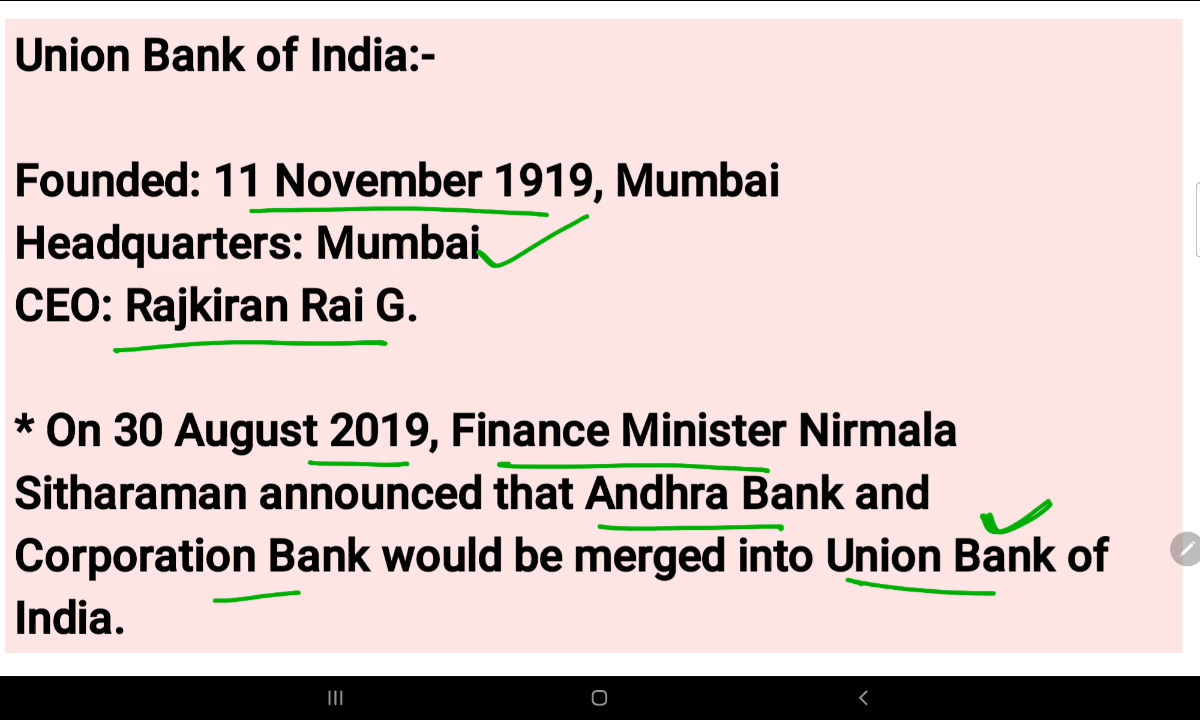 Union Bank of India:-
Founded: 11 November 1919, Mumbai
Headquarters: Mumbai
CEO: Rajkiran Rai G.
* On 30 August 2019, Finance Minister Nirmala
Sitharaman announced that Andhra Bank and
Corporation Bank would be merged into Union Bank of
India.